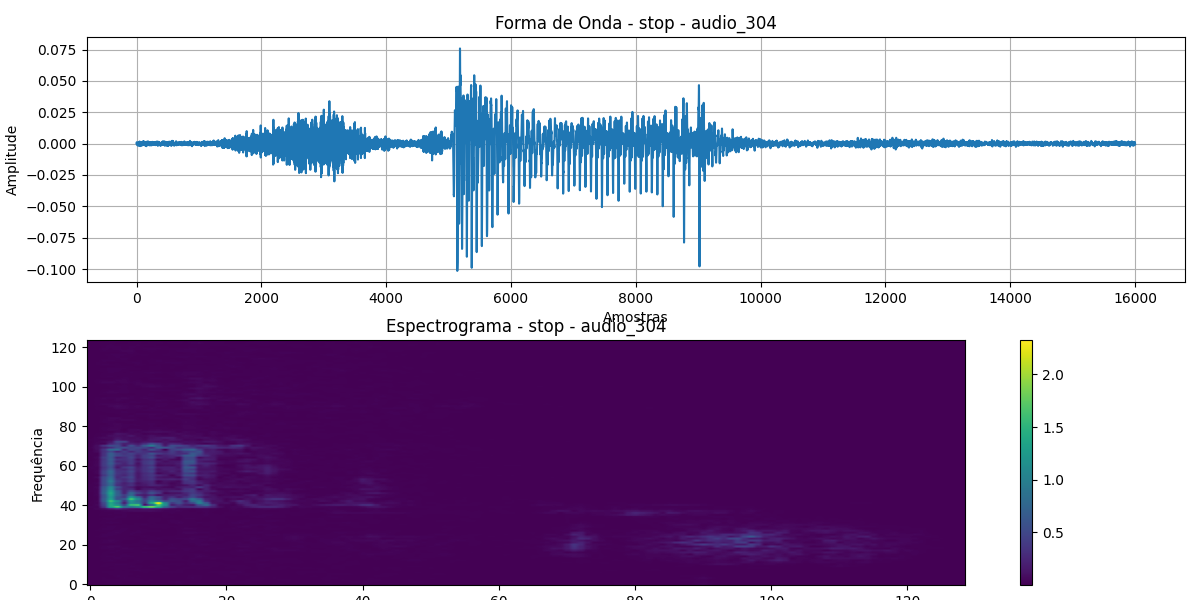 Forma de Onda - stop - audio_304
Amplitude
0.075
0.050
0.025
0.000
−0.025
−0.050
−0.075
−0.100
0 2000 4000 6000 8000 10000 12000 14000 16000
Amostras
Espectrograma - stop - audio_304
Frequência
120
100
80
60
40
20
0
2.0
1.5
1.0
0.5
0 20 40 60 80 100 120